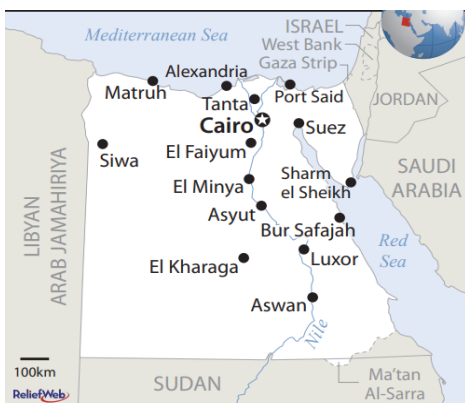 Mediterranean Sea
ISRAEL
West Bank
Gaza Strip
Alexandria
Matruh
Tanta
Port Said
JORDAN
Cairo
Suez
El Faiyum
Siwa
SAUDI
ARABIA
Sharm
el Sheikh
El Minya
LIBYAN
ARAB JAMAHIRIYA
Asyut
Bur Safajah
Red
Sea
El Kharaga
Luxor
Aswan
Nile
100km
SUDAN
Ma'tan
Al-Sarra
ReliefWeb